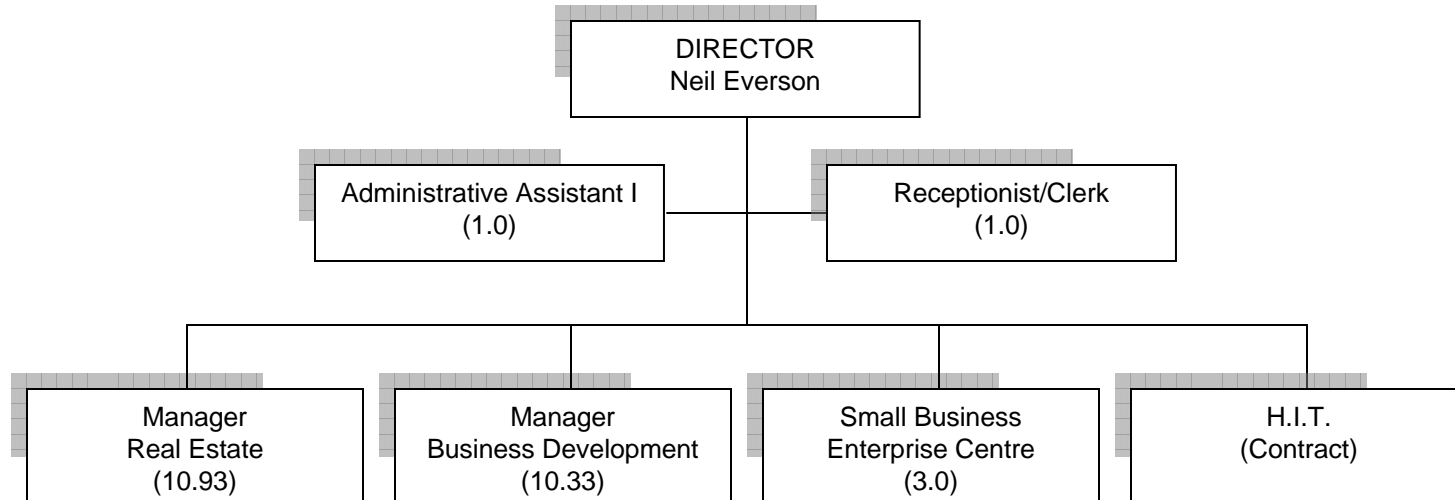 DIRECTOR
Neil Everson
Administrative Assistant I
(1.0)
Receptionist/Clerk
(1.0)
Manager
Real Estate
(10.93)
Manager
Business Development
(10.33)
Small Business
Enterprise Centre
(3.0)
H.I.T.
(Contract)